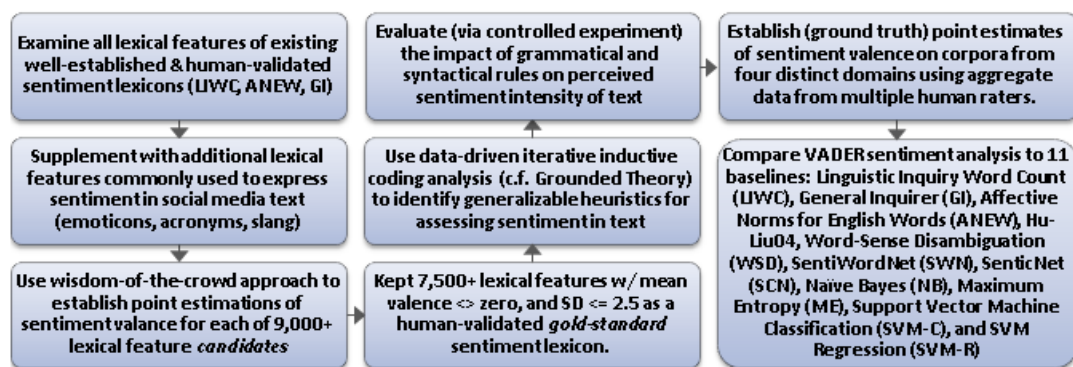 Examine all lexical features of existing
well-established & human-validated
sentiment lexicons (LIWC, ANEW, GI)
Supplement with additional lexical
features commonly used to express
sentiment in social media text
(emoticons, acronyms, slang)
Use wisdom-of-the-crowd approach to
establish point estimations of
sentiment valance for each of 9,000+
lexical feature candidates
Kept 7,500+ lexical features w/ mean
valence <> zero, and SD <= 2.5 as a
human-validated gold-standard
sentiment lexicon.
Use data-driven iterative inductive
coding analysis (c.f. Grounded Theory)
to identify generalizable heuristics for
assessing sentiment in text
Evaluate (via controlled experiment)
the impact of grammatical and
syntactical rules on perceived
sentiment intensity of text
Establish (ground truth) point estimates
of sentiment valence on corpora from
four distinct domains using aggregate
data from multiple human raters.
Compare VADER sentiment analysis to 11
baselines: Linguistic Inquiry Word Count
(LIWC), General Inquirer (GI), Affective
Norms for English Words (ANEW), Hu-
Liu04, Word-Sense Disambiguation
(WSD), SentiWordNet (SWN), SenticNet
(SCN), Naïve Bayes (NB), Maximum
Entropy (ME), Support Vector Machine
Classification (SVM-C), and SVM
Regression (SVM-R)